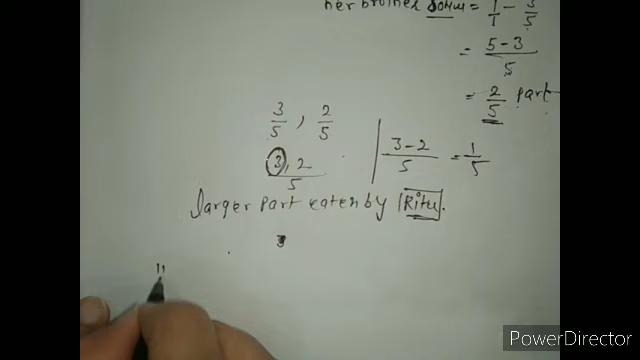 her brother Somu = 1/1 - 3/5
= 5-3/5
= 2/5 part
3/5 , 2/5
3, 2/5 | 3-2/5 = 1/5
larger part eaten by Ritu.
PowerDirector